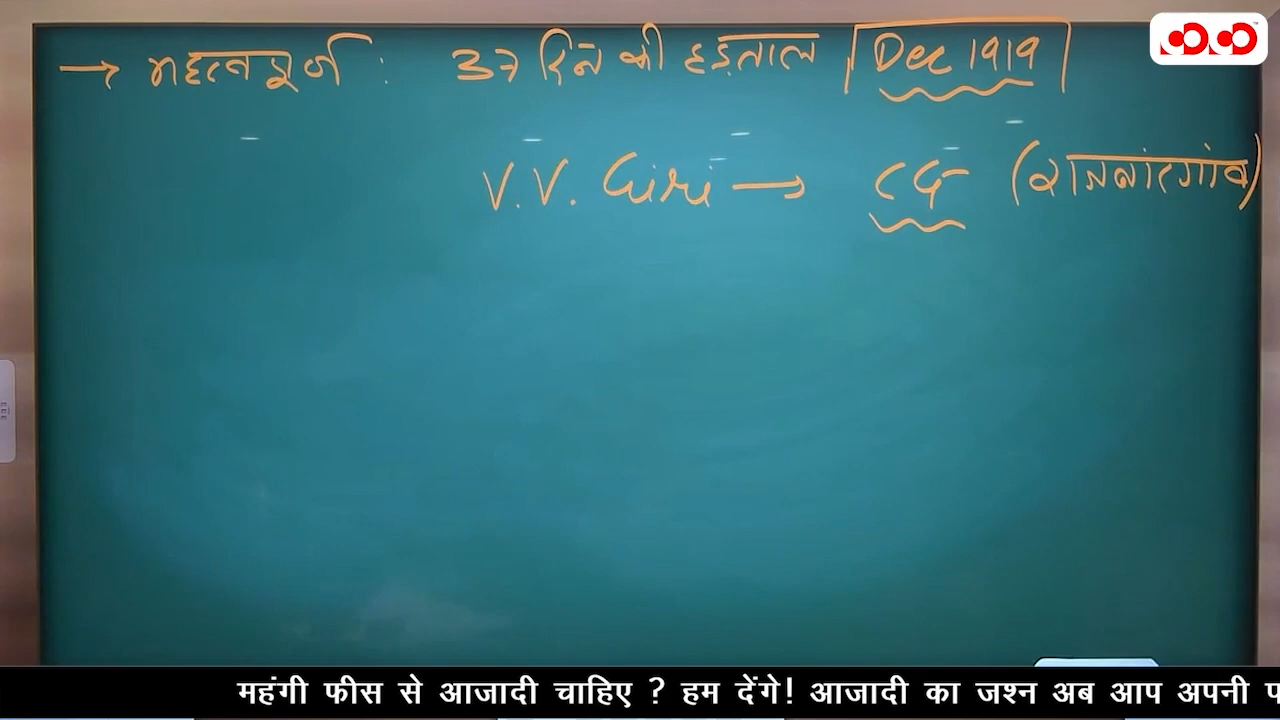 → महत्वपूर्ण : 37 दिन की हड़ताल Dec 1919
V.V. Giri → CG (राजनांदगांव)
महंगी फीस से आजादी चाहिए ? हम देंगे! आजादी का जश्न अब आप अपनी